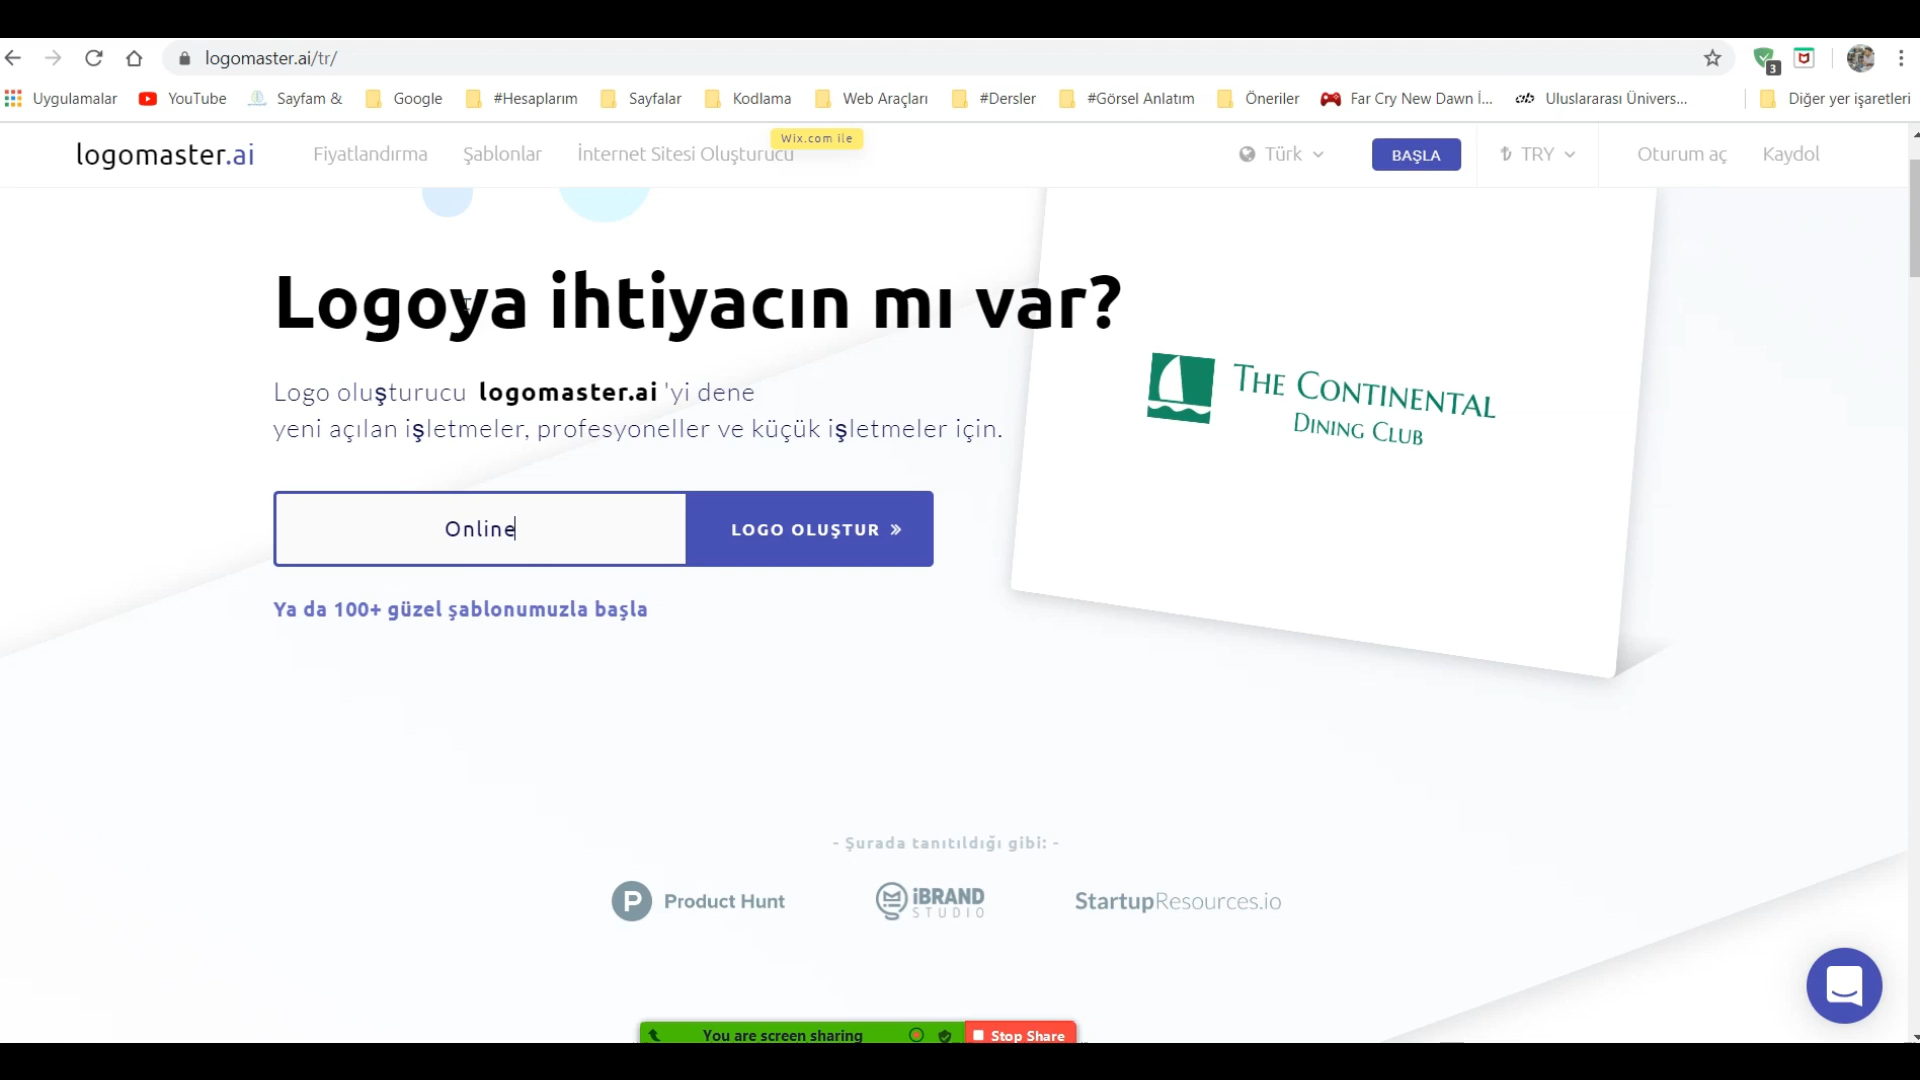 logomaster.ai/tr/
3
Uygulamalar YouTube Sayfam & Google #Hesaplarım Sayfalar Kodlama Web Araçları #Dersler #Görsel Anlatım Öneriler Far Cry New Dawn İ... Uluslararası Ünivers... Diğer yer işaretleri
Wix.com ile
logomaster.ai Fiyatlandırma Şablonlar İnternet Sitesi Oluşturucu Türk BAŞLA ₺ TRY Oturum aç Kaydol
Logoya ihtiyacın mı var?
Logo oluşturucu logomaster.ai 'yi dene
yeni açılan işletmeler, profesyoneller ve küçük işletmeler için.
THE CONTINENTAL
DINING CLUB
Online LOGO OLUŞTUR »
Ya da 100+ güzel şablonumuzla başla
- Şurada tanıtıldığı gibi: -
P Product Hunt iBRAND STUDIO StartupResources.io
You are screen sharing Stop Share